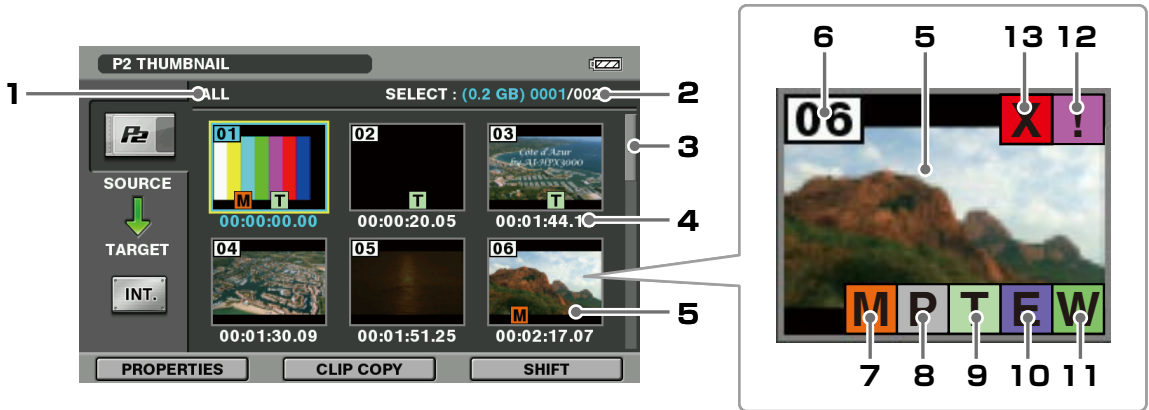 6 5 13 12
P2 THUMBNAIL
1 ALL SELECT : (0.2 GB) 0001/002 2
06 X !
P2
01 02 03
Côte d'Azur
by AJ-HPX3000
3
SOURCE
M T T T
00:00:00.00 00:00:20.05 00:01:44.1 4
TARGET
04 05 06
INT.
M 5
M P T E W
00:01:30.09 00:01:51.25 00:02:17.07
PROPERTIES CLIP COPY SHIFT
7 8 9 10 11